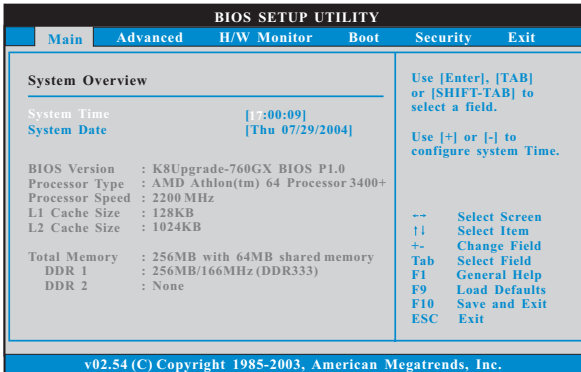 BIOS SETUP UTILITY
Main Advanced H/W Monitor Boot Security Exit
System Overview
System Time [17:00:09]
System Date [Thu 07/29/2004]
BIOS Version : K8Upgrade-760GX BIOS P1.0
Processor Type : AMD Athlon(tm) 64 Processor 3400+
Processor Speed : 2200 MHz
L1 Cache Size : 128KB
L2 Cache Size : 1024KB
Total Memory : 256MB with 64MB shared memory
DDR 1 : 256MB/166MHz (DDR333)
DDR 2 : None
Use [Enter], [TAB]
or [SHIFT-TAB] to
select a field.
Use [+] or [-] to
configure system Time.
←→ Select Screen
↑↓ Select Item
+- Change Field
Tab Select Field
F1 General Help
F9 Load Defaults
F10 Save and Exit
ESC Exit
v02.54 (C) Copyright 1985-2003, American Megatrends, Inc.